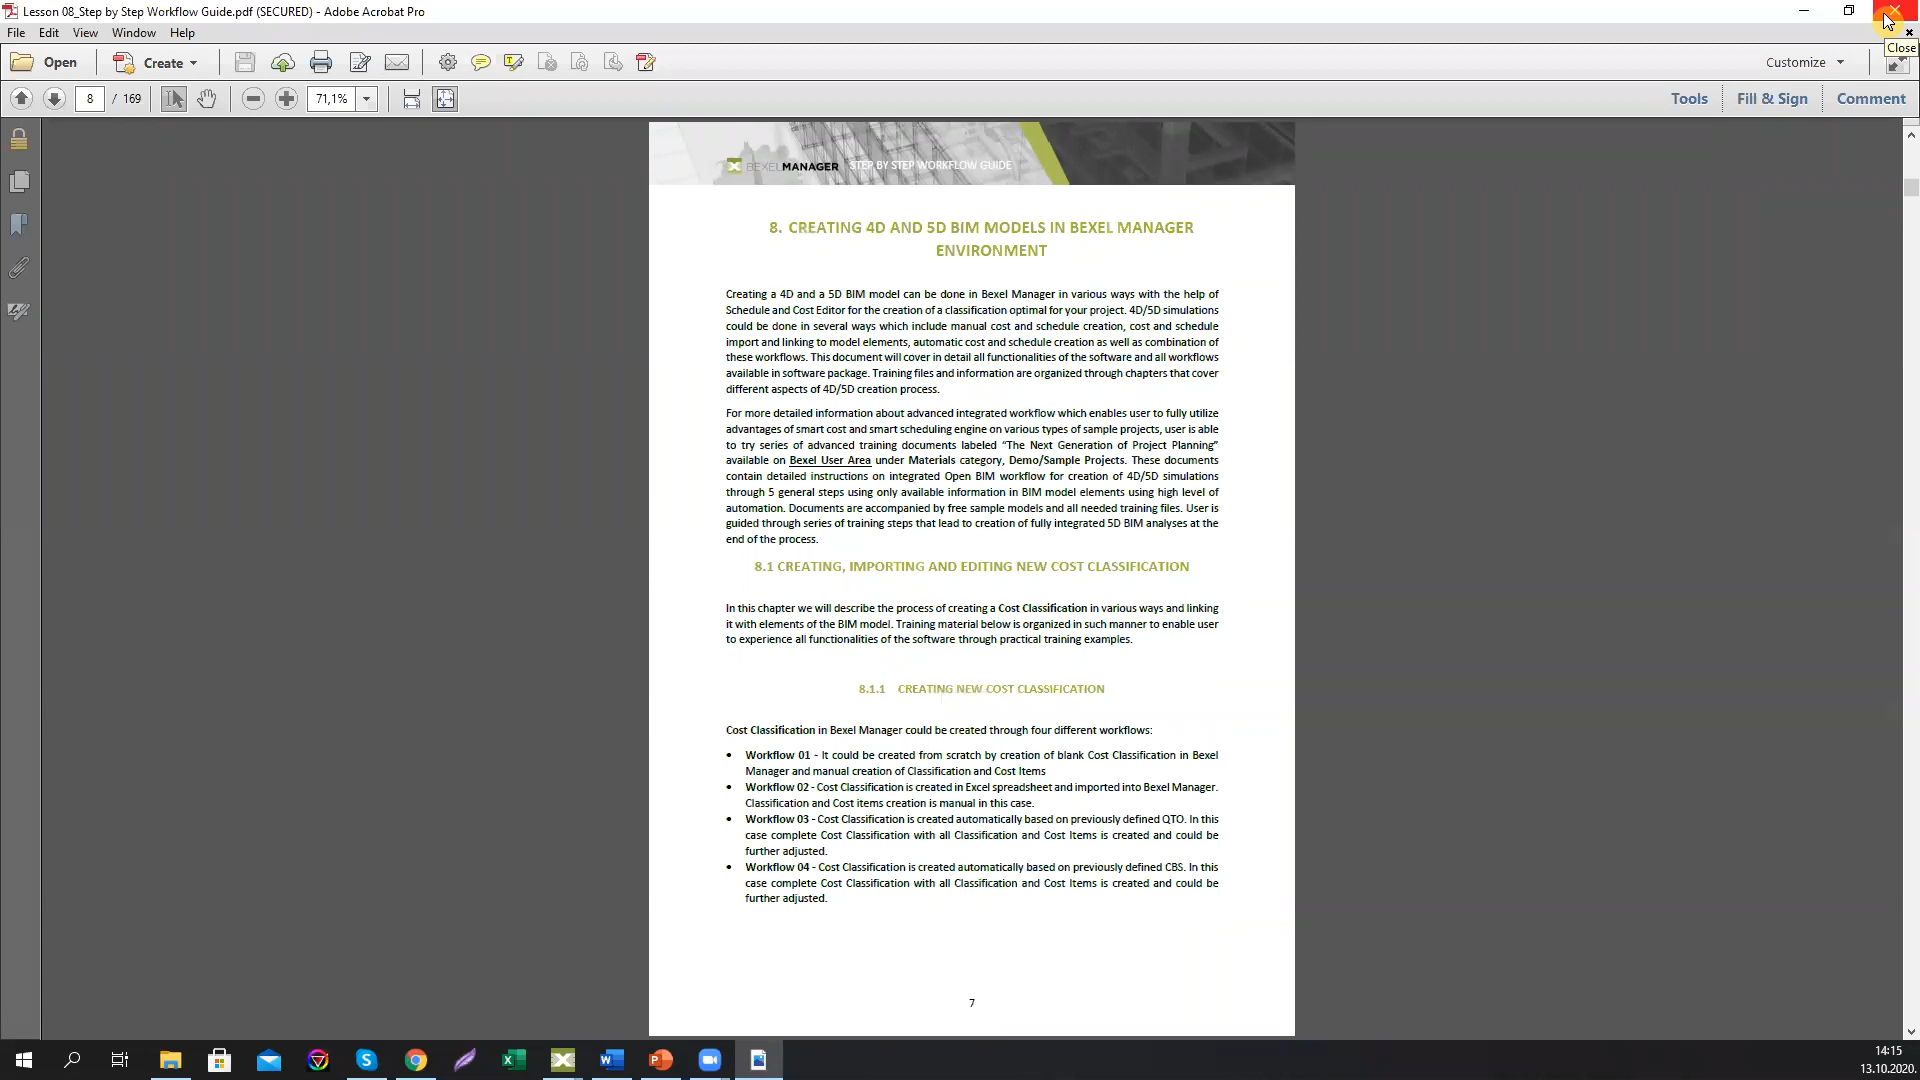 Lesson 08_Step by Step Workflow Guide.pdf (SECURED) - Adobe Acrobat Pro
File Edit View Window Help
Close
Open Create Customize
8 / 169 71,1% Tools Fill & Sign Comment
BEXELMANAGER STEP BY STEP WORKFLOW GUIDE
8. CREATING 4D AND 5D BIM MODELS IN BEXEL MANAGER
ENVIRONMENT
Creating a 4D and a 5D BIM model can be done in Bexel Manager in various ways with the help of
Schedule and Cost Editor for the creation of a classification optimal for your project. 4D/5D simulations
could be done in several ways which include manual cost and schedule creation, cost and schedule
import and linking to model elements, automatic cost and schedule creation as well as combination of
these workflows. This document will cover in detail all functionalities of the software and all workflows
available in software package. Training files and information are organized through chapters that cover
different aspects of 4D/5D creation process.
For more detailed information about advanced integrated workflow which enables user to fully utilize
advantages of smart cost and smart scheduling engine on various types of sample projects, user is able
to try series of advanced training documents labeled “The Next Generation of Project Planning”
available on Bexel User Area under Materials category, Demo/Sample Projects. These documents
contain detailed instructions on integrated Open BIM workflow for creation of 4D/5D simulations
through 5 general steps using only available information in BIM model elements using high level of
automation. Documents are accompanied by free sample models and all needed training files. User is
guided through series of training steps that lead to creation of fully integrated 5D BIM analyses at the
end of the process.
8.1 CREATING, IMPORTING AND EDITING NEW COST CLASSIFICATION
In this chapter we will describe the process of creating a Cost Classification in various ways and linking
it with elements of the BIM model. Training material below is organized in such manner to enable user
to experience all functionalities of the software through practical training examples.
8.1.1 CREATING NEW COST CLASSIFICATION
Cost Classification in Bexel Manager could be created through four different workflows:
• Workflow 01 - It could be created from scratch by creation of blank Cost Classification in Bexel
Manager and manual creation of Classification and Cost Items
• Workflow 02 - Cost Classification is created in Excel spreadsheet and imported into Bexel Manager.
Classification and Cost items creation is manual in this case.
• Workflow 03 - Cost Classification is created automatically based on previously defined QTO. In this
case complete Cost Classification with all Classification and Cost Items is created and could be
further adjusted.
• Workflow 04 - Cost Classification is created automatically based on previously defined CBS. In this
case complete Cost Classification with all Classification and Cost Items is created and could be
further adjusted.
7
14:15
13.10.2020.